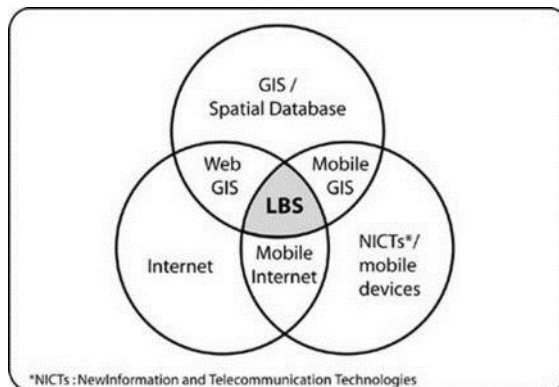 GIS /
Spatial Database
Web
GIS
Mobile
GIS
LBS
Internet
Mobile
Internet
NICTs*/
mobile
devices
*NICTs : NewInformation and Telecommunication Technologies